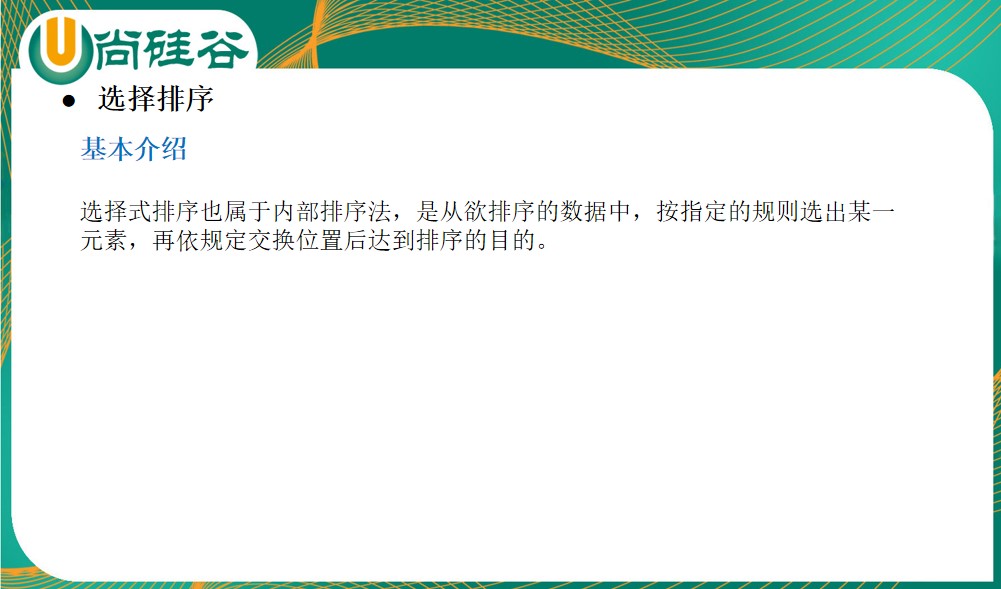 尚硅谷
● 选择排序
基本介绍
选择式排序也属于内部排序法，是从欲排序的数据中，按指定的规则选出某一
元素，再依规定交换位置后达到排序的目的。